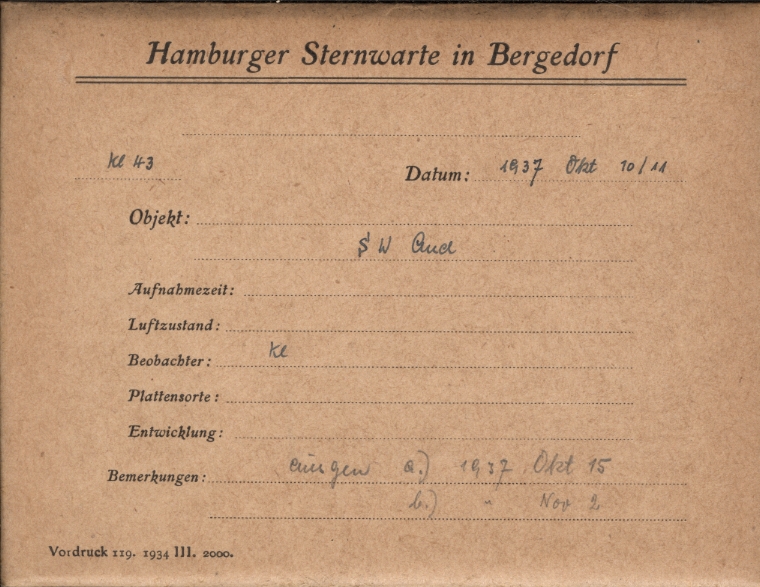 Hamburger Sternwarte in Bergedorf
Kl 43 Datum: 1937 Okt 10/11
Objekt:
SW And
Aufnahmezeit:
Luftzustand:
Beobachter: Kl
Plattensorte:
Entwicklung:
Bemerkungen: ausgem a.) 1937 Okt 15
b.) " Nov 2
Vordruck 119. 1934 III. 2000.